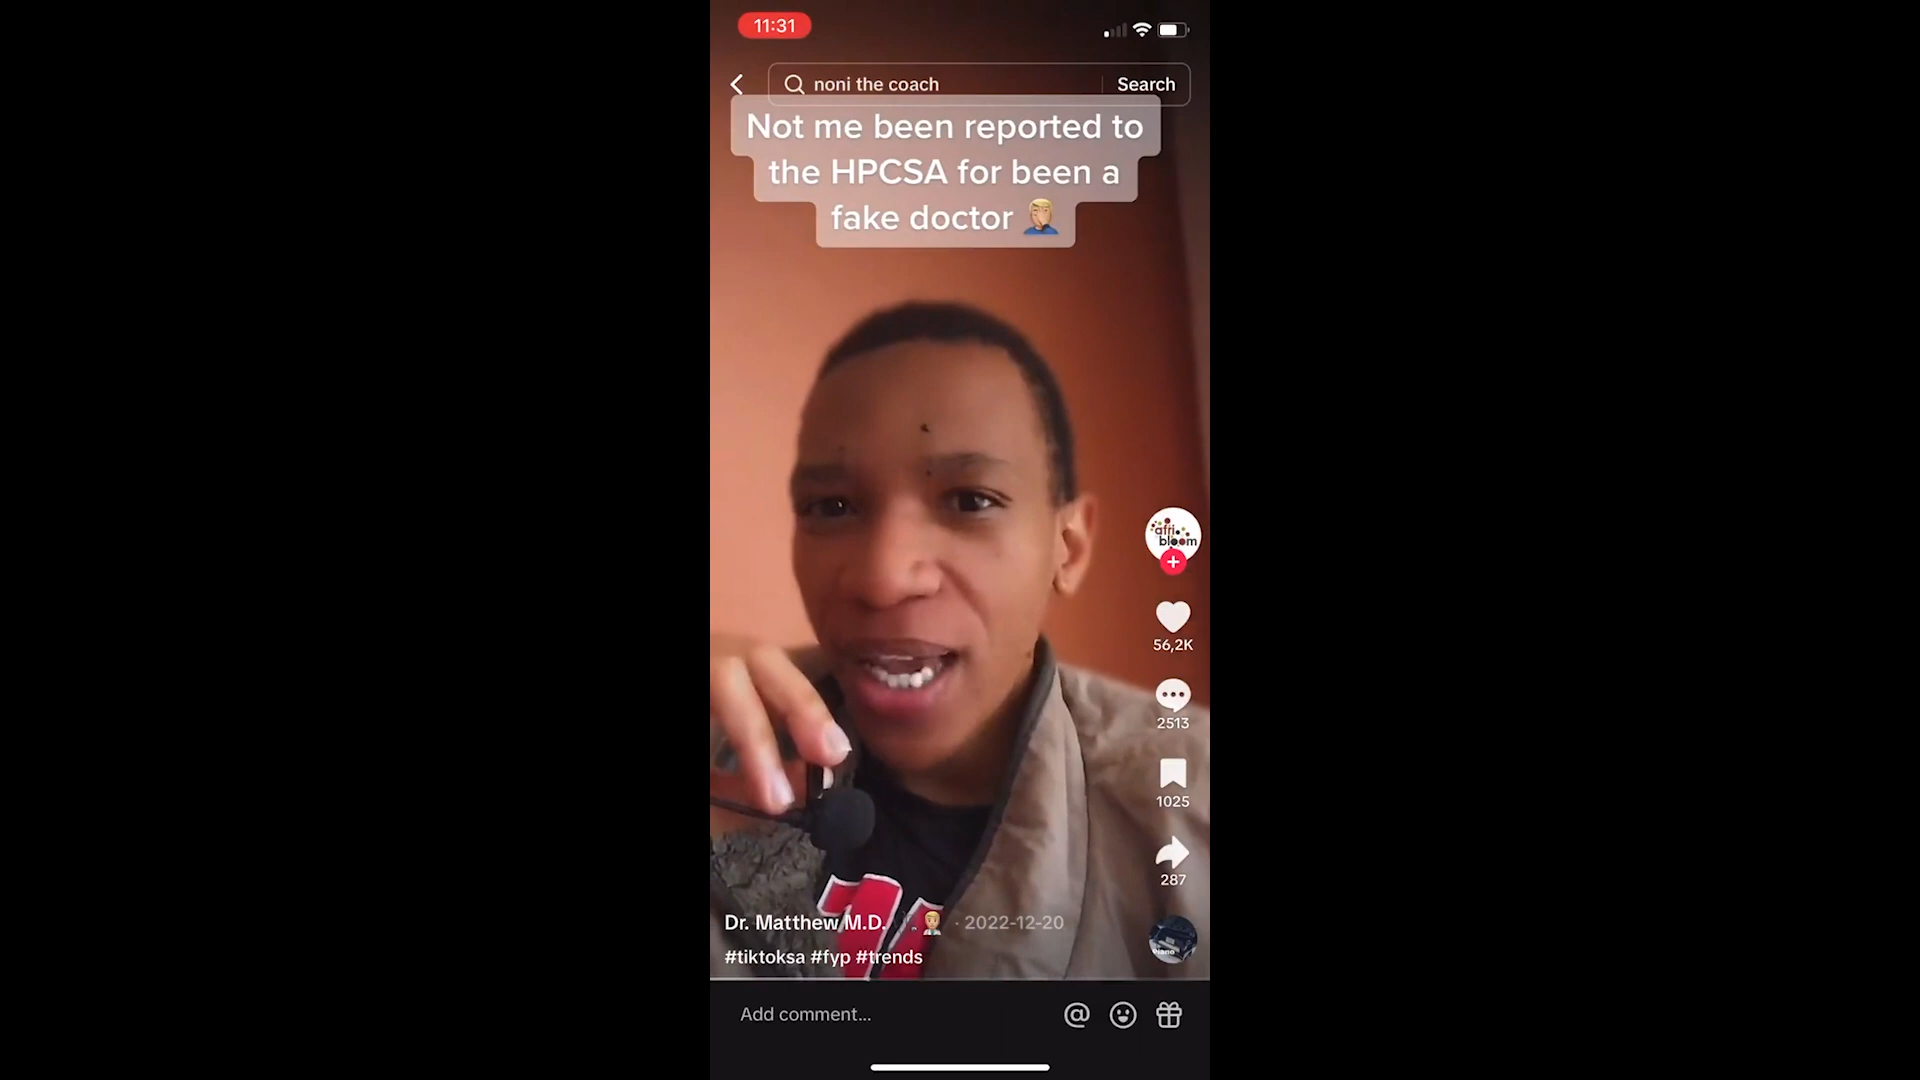 11:31
noni the coach
Search
Not me been reported to
the HPCSA for been a
fake doctor 🤦🏼‍♂️
afri
bloom
56,2K
2513
1025
287
Dr. Matthew M.D. · 2022-12-20
Piano
#tiktoksa #fyp #trends
Add comment...